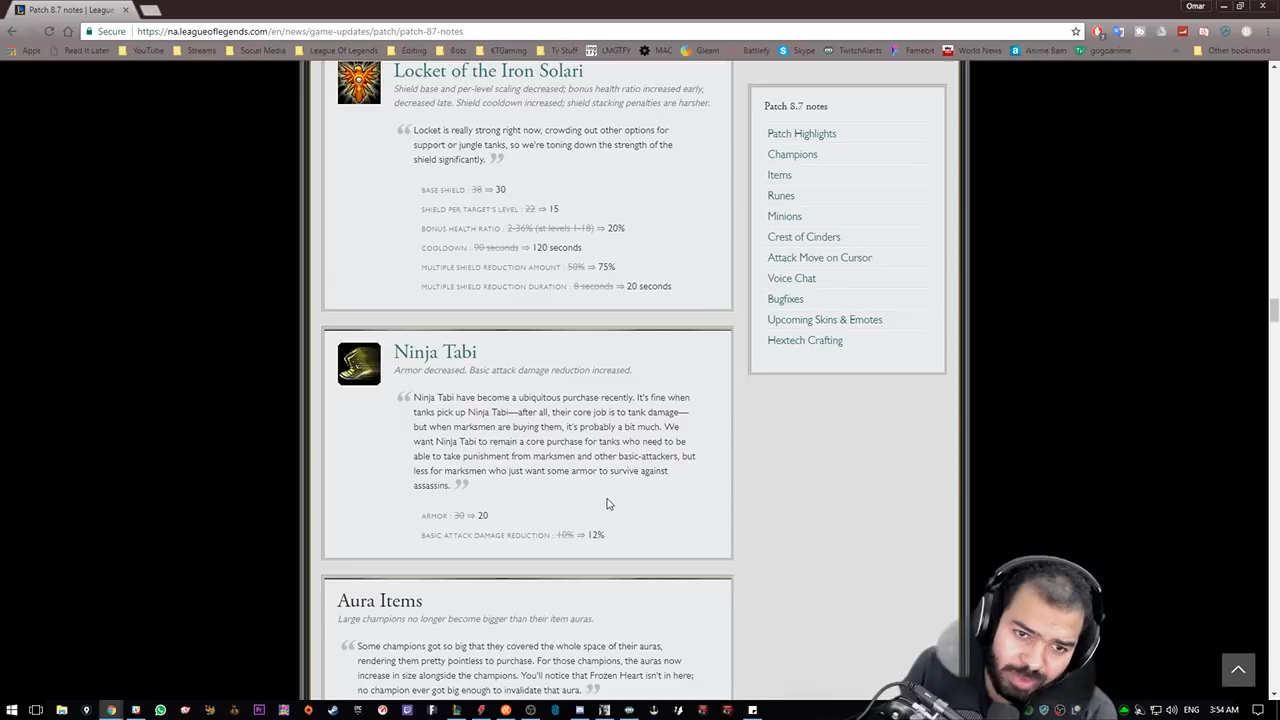 Patch 8.7 notes | League
Omar
Secure
https://na.leagueoflegends.com/en/news/game-updates/patch/patch-87-notes
Apps
Read It Later
YouTube
Streams
Social Media
League Of Legends
Editing
Bots
KTGaming
Tv Stuff
LMGTFY
MAC
Gleam
Battlefy
Skype
TwitchAlerts
Famebit
World News
Anime Bam
gogoanime
Other bookmarks
Locket of the Iron Solari
Shield base and per-level scaling decreased; bonus health ratio increased early,
decreased late. Shield cooldown increased; shield stacking penalties are harsher.
Locket is really strong right now, crowding out other options for
support or jungle tanks, so we're toning down the strength of the
shield significantly.
BASE SHIELD : 38 ⇒ 30
SHIELD PER TARGET'S LEVEL : 22 ⇒ 15
BONUS HEALTH RATIO : 2-36% (at levels 1-18) ⇒ 20%
COOLDOWN : 90 seconds ⇒ 120 seconds
MULTIPLE SHIELD REDUCTION AMOUNT : 50% ⇒ 75%
MULTIPLE SHIELD REDUCTION DURATION : 8 seconds ⇒ 20 seconds
Ninja Tabi
Armor decreased. Basic attack damage reduction increased.
Ninja Tabi have become a ubiquitous purchase recently. It's fine when
tanks pick up Ninja Tabi—after all, their core job is to tank damage—
but when marksmen are buying them, it's probably a bit much. We
want Ninja Tabi to remain a core purchase for tanks who need to be
able to take punishment from marksmen and other basic-attackers, but
less for marksmen who just want some armor to survive against
assassins.
ARMOR : 30 ⇒ 20
BASIC ATTACK DAMAGE REDUCTION : 10% ⇒ 12%
Aura Items
Large champions no longer become bigger than their item auras.
Some champions got so big that they covered the whole space of their auras,
rendering them pretty pointless to purchase. For those champions, the auras now
increase in size alongside the champions. You'll notice that Frozen Heart isn't in here;
no champion ever got big enough to invalidate that aura.
Patch 8.7 notes
Patch Highlights
Champions
Items
Runes
Minions
Crest of Cinders
Attack Move on Cursor
Voice Chat
Bugfixes
Upcoming Skins & Emotes
Hextech Crafting
ENG
3:54 AM